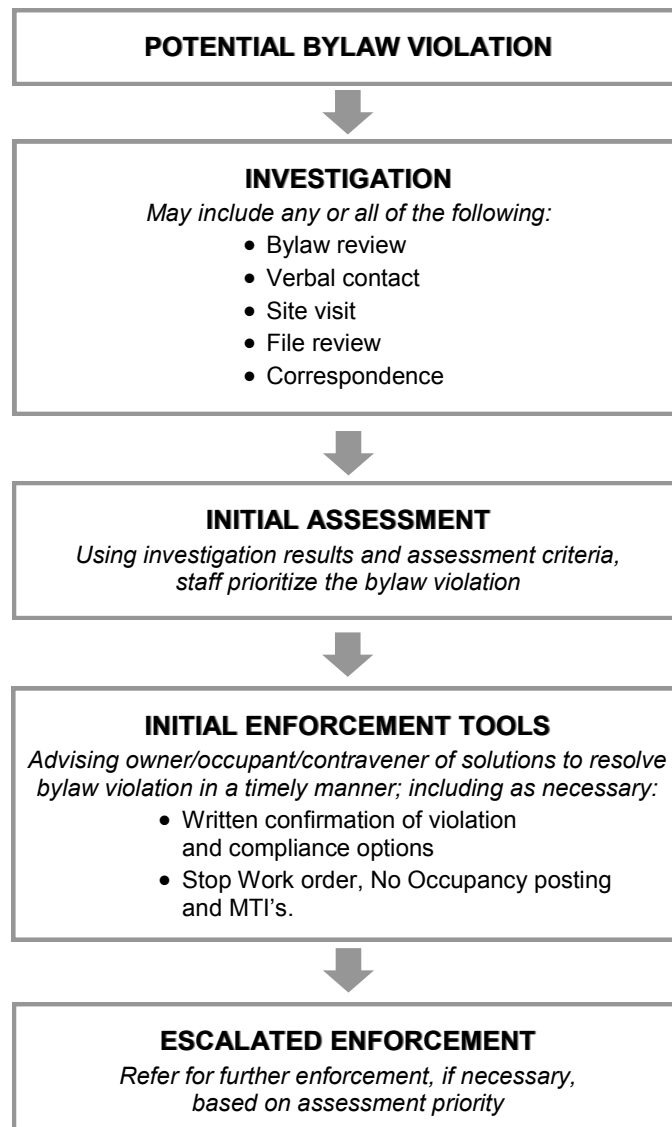 POTENTIAL BYLAW VIOLATION
INVESTIGATION
May include any or all of the following:
• Bylaw review
• Verbal contact
• Site visit
• File review
• Correspondence
INITIAL ASSESSMENT
Using investigation results and assessment criteria,
staff prioritize the bylaw violation
INITIAL ENFORCEMENT TOOLS
Advising owner/occupant/contravener of solutions to resolve
bylaw violation in a timely manner; including as necessary:
• Written confirmation of violation
and compliance options
• Stop Work order, No Occupancy posting
and MTI's.
ESCALATED ENFORCEMENT
Refer for further enforcement, if necessary,
based on assessment priority